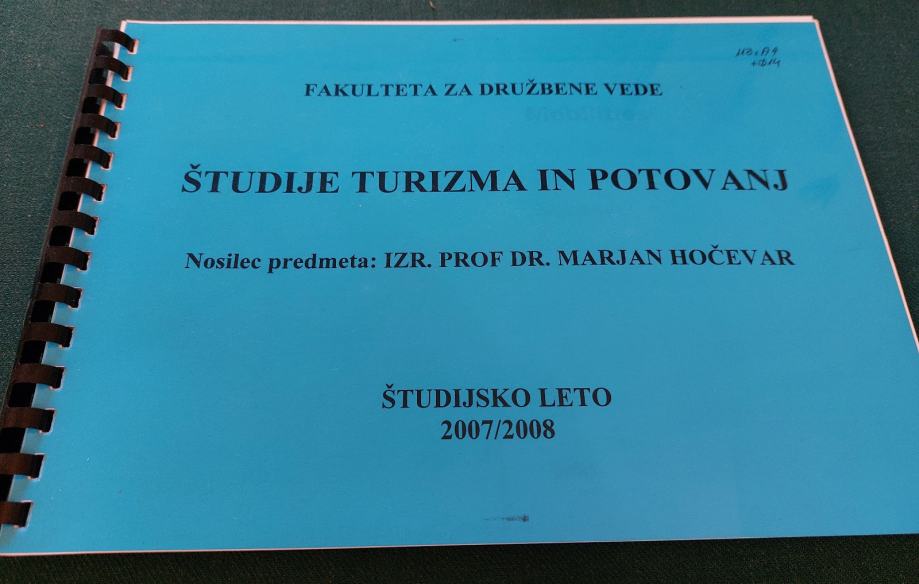 FAKULTETA ZA DRUŽBENE VEDE
ŠTUDIJE TURIZMA IN POTOVANJ
Nosilec predmeta: IZR. PROF DR. MARJAN HOČEVAR
ŠTUDIJSKO LETO
2007/2008